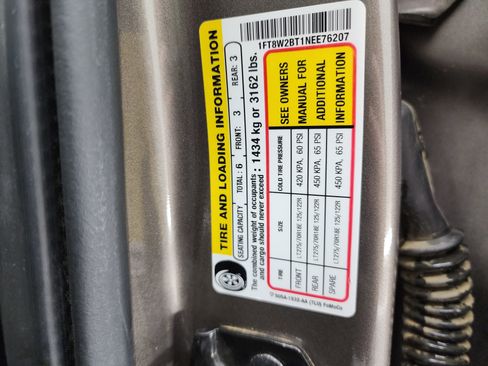 1FT8W2BT1NEE76207
TIRE AND LOADING INFORMATION
SEATING CAPACITY TOTAL: 6 FRONT: 3 REAR: 3
The combined weight of occupants
and cargo should never exceed : 1434 kg or 3162 lbs.
TIRE SIZE COLD TIRE PRESSURE SEE OWNERS
FRONT LT275/70R18E 125/122R 420 KPA, 60 PSI MANUAL FOR
REAR LT275/70R18E 125/122R 450 KPA, 65 PSI ADDITIONAL
SPARE LT275/70R18E 125/122R 450 KPA, 65 PSI INFORMATION